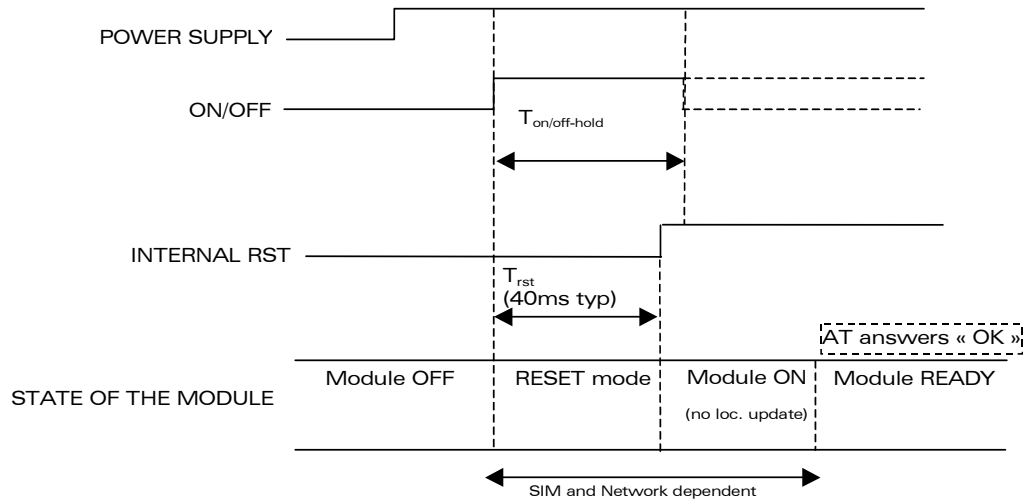 POWER SUPPLY
ON/OFF
Ton/off-hold
INTERNAL RST
Trst
(40ms typ)
AT answers « OK »
STATE OF THE MODULE
Module OFF
RESET mode
Module ON
(no loc. update)
Module READY
SIM and Network dependent